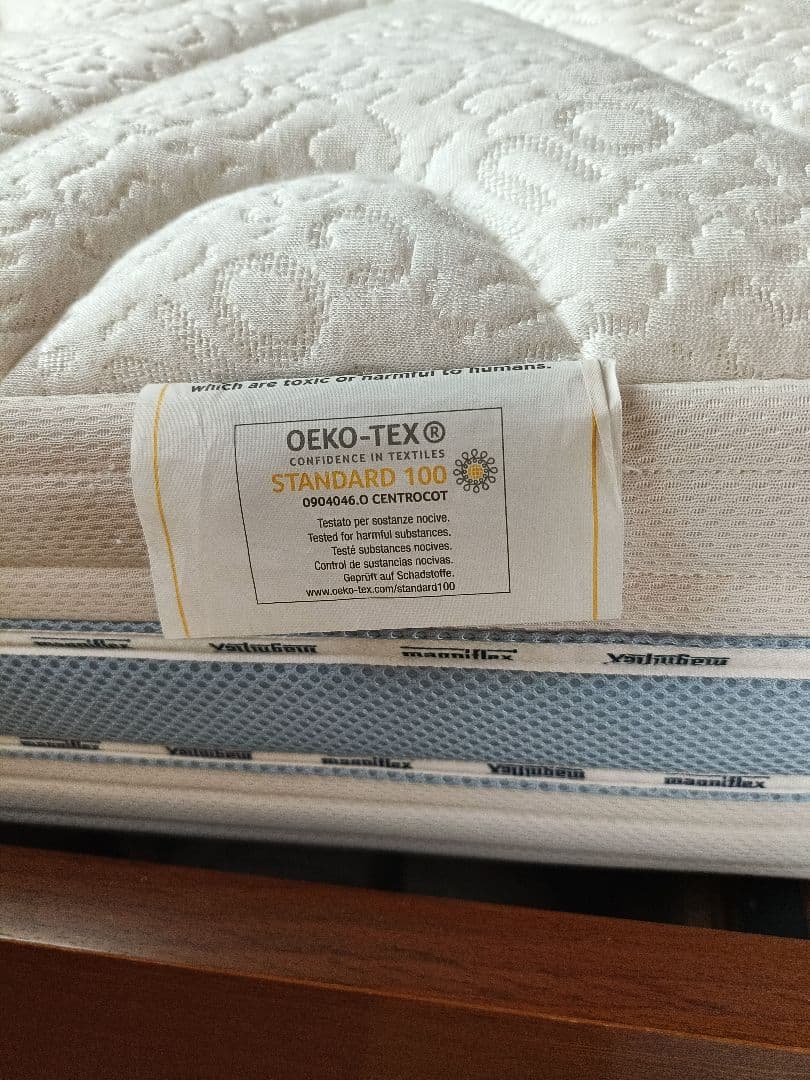 which are toxic or harmful to humans.
OEKO-TEX®
CONFIDENCE IN TEXTILES
STANDARD 100
0904046.O CENTROCOT
Testato per sostanze nocive.
Tested for harmful substances.
Testé substances nocives.
Control de sustancias nocivas.
Geprüft auf Schadstoffe.
www.oeko-tex.com/standard100
magniflex magniflex magniflex magniflex
magniflex magniflex magniflex magniflex magniflex